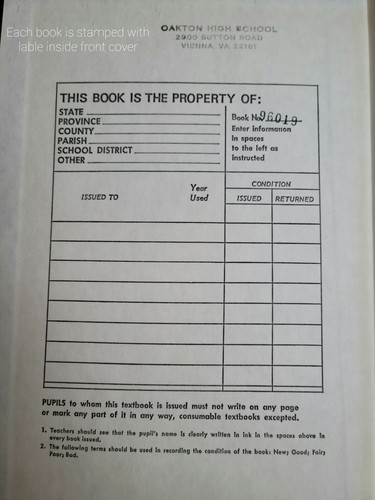 Each book is stamped with
lable inside front cover
OAKTON HIGH SCHOOL
2900 SUTTON ROAD
VIENNA, VA 22181
THIS BOOK IS THE PROPERTY OF:
STATE
PROVINCE
COUNTY
PARISH
SCHOOL DISTRICT
OTHER
Book No. 96019
Enter information
in spaces
to the left as
instructed
ISSUED TO
Year
Used
CONDITION
ISSUED
RETURNED
PUPILS to whom this textbook is issued must not write on any page
or mark any part of it in any way, consumable textbooks excepted.
1. Teachers should see that the pupil's name is clearly written in ink in the spaces above in
every book issued.
2. The following terms should be used in recording the condition of the book: New; Good; Fair;
Poor; Bad.